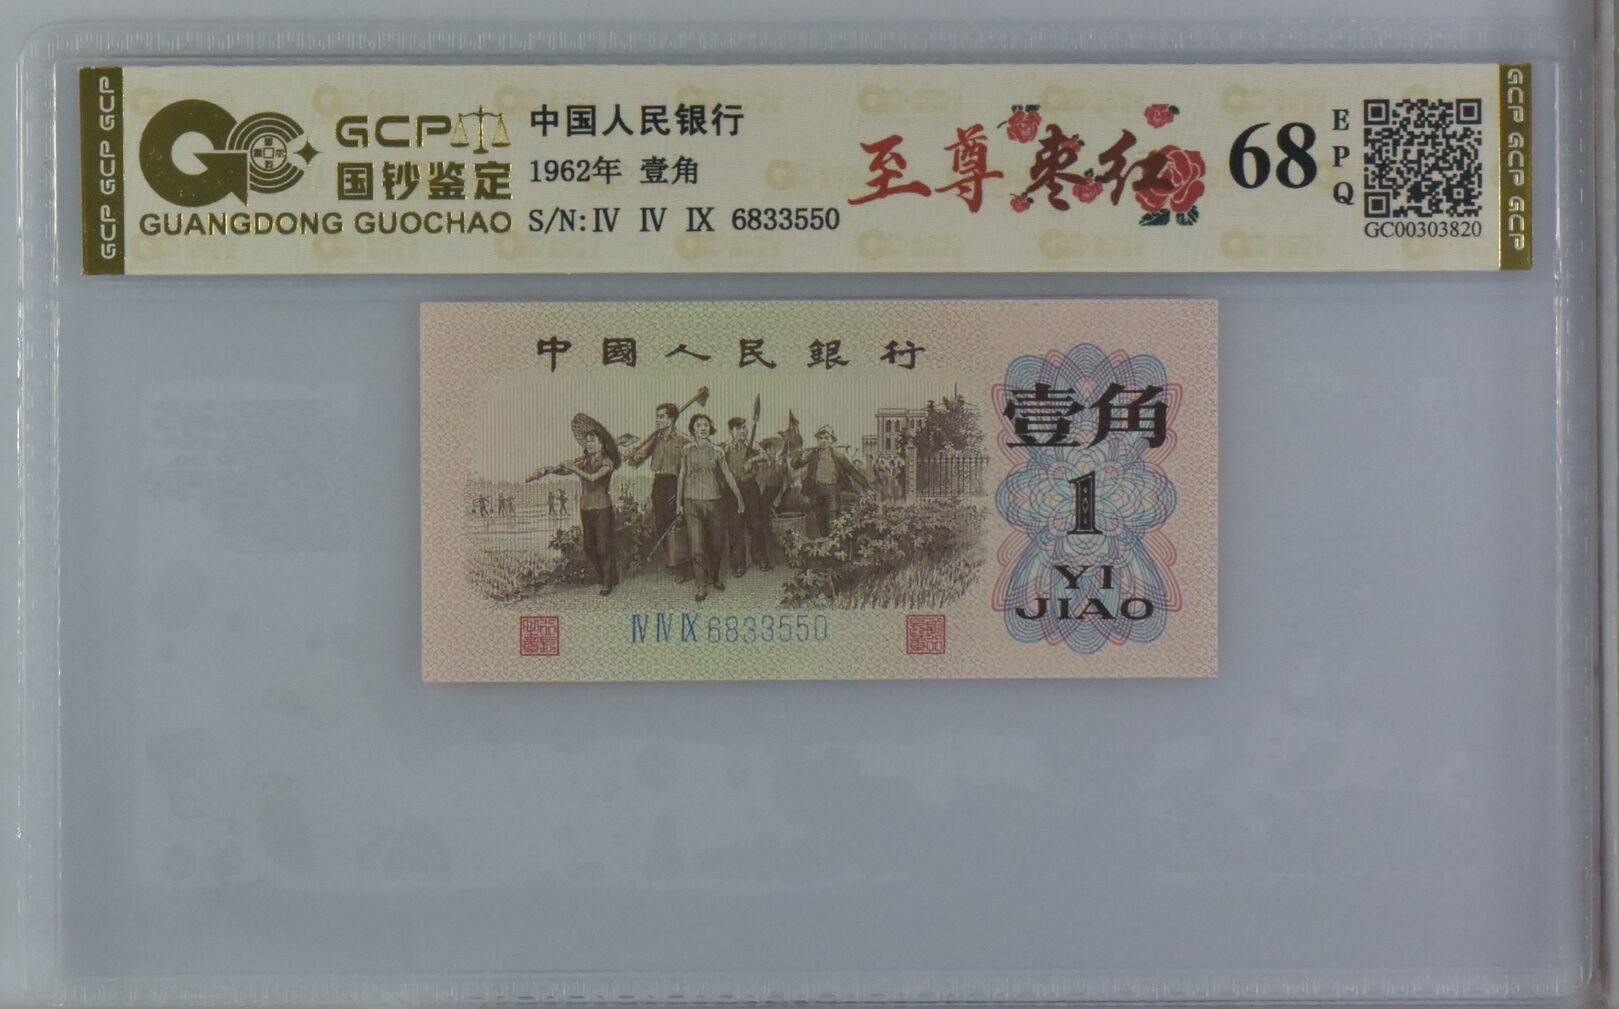 GCP
国钞鉴定
GUANGDONG GUOCHAO
中国人民银行
1962年 壹角
S/N: Ⅳ Ⅳ Ⅸ 6833550
至尊枣红
68
EPQ
GC00303820
GCP GCP GCP
GCP GCP GCP
中國人民銀行
壹角
1
YI
JIAO
ⅣⅣⅨ 6833550